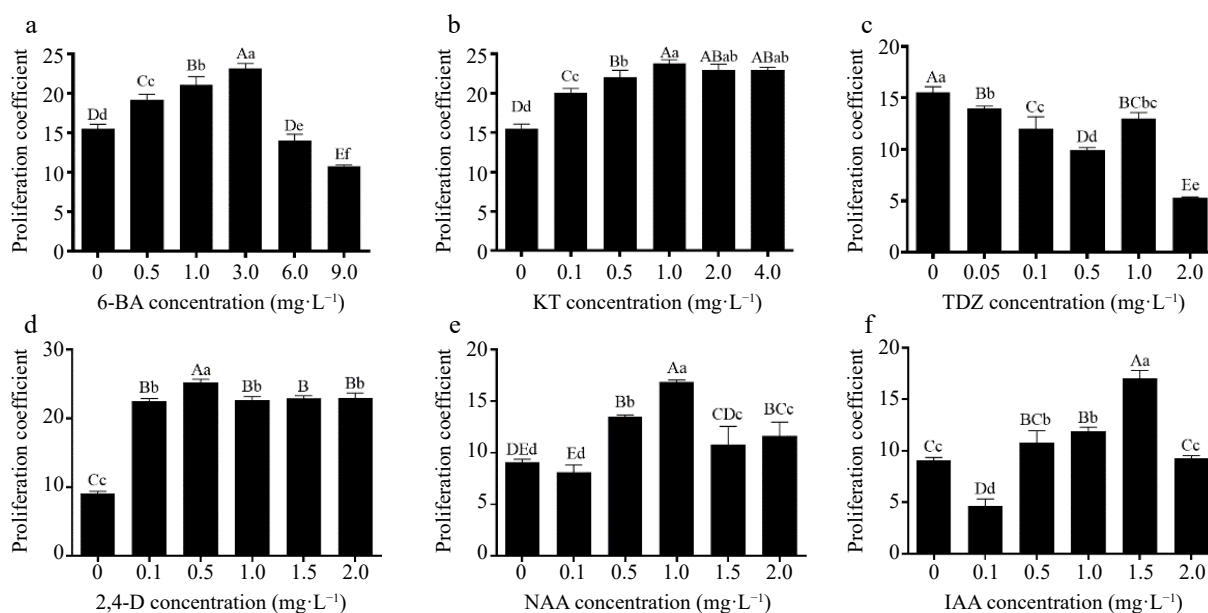 a
Proliferation coefficient
25
20
15
10
5
0
Dd
Cc
Bb
Aa
De
Ef
0 0.5 1.0 3.0 6.0 9.0
6-BA concentration (mg·L⁻¹)
b
Proliferation coefficient
25
20
15
10
5
0
Dd
Cc
Bb
Aa
ABab
ABab
0 0.1 0.5 1.0 2.0 4.0
KT concentration (mg·L⁻¹)
c
Proliferation coefficient
20
15
10
5
0
Aa
Bb
Cc
Dd
BCbc
Ee
0 0.05 0.1 0.5 1.0 2.0
TDZ concentration (mg·L⁻¹)
d
Proliferation coefficient
30
20
10
0
Cc
Bb
Aa
Bb
B
Bb
0 0.1 0.5 1.0 1.5 2.0
2,4-D concentration (mg·L⁻¹)
e
Proliferation coefficient
20
15
10
5
0
DEd
Ed
Bb
Aa
CDc
BCc
0 0.1 0.5 1.0 1.5 2.0
NAA concentration (mg·L⁻¹)
f
Proliferation coefficient
20
15
10
5
0
Cc
Dd
BCb
Bb
Aa
Cc
0 0.1 0.5 1.0 1.5 2.0
IAA concentration (mg·L⁻¹)